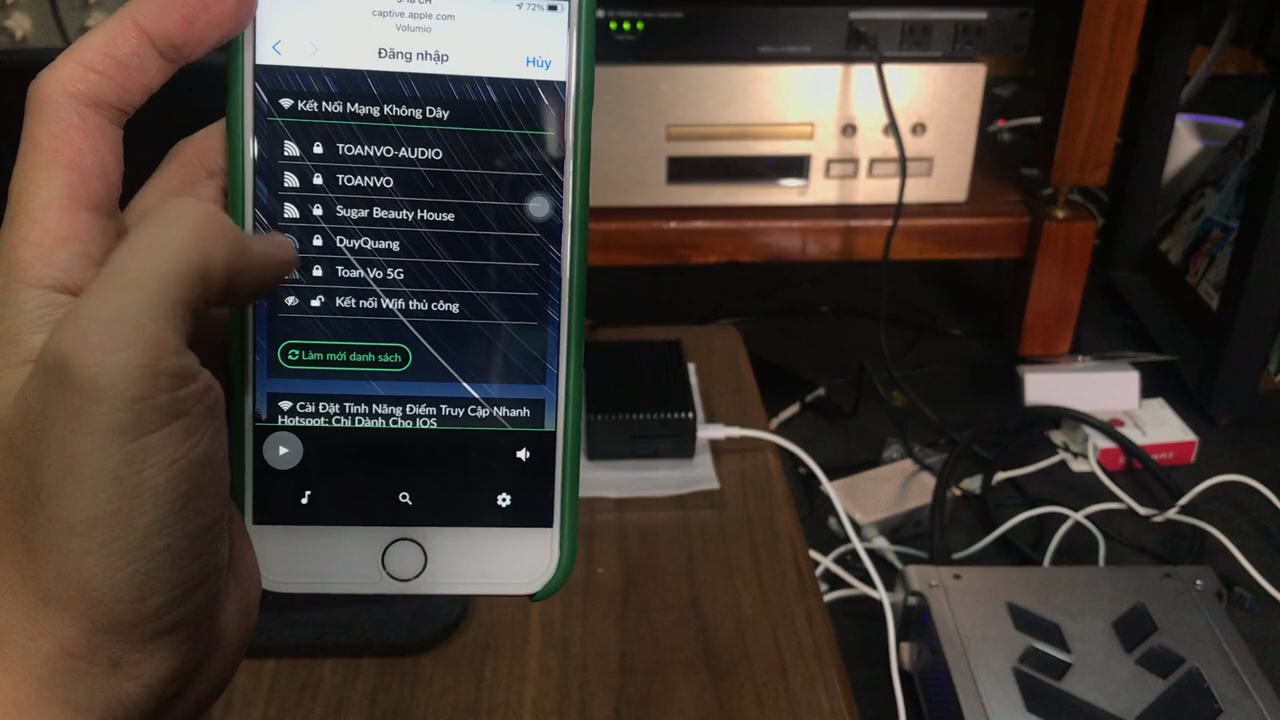 72%
captive.apple.com
Volumio
Đăng nhập
Hủy
Kết Nối Mạng Không Dây
TOANVO-AUDIO
TOANVO
Sugar Beauty House
DuyQuang
Toan Vo 5G
Kết nối Wifi thủ công
Làm mới danh sách
Cài Đặt Tính Năng Điểm Truy Cập Nhanh
Hotspot: Chỉ Dành Cho IOS